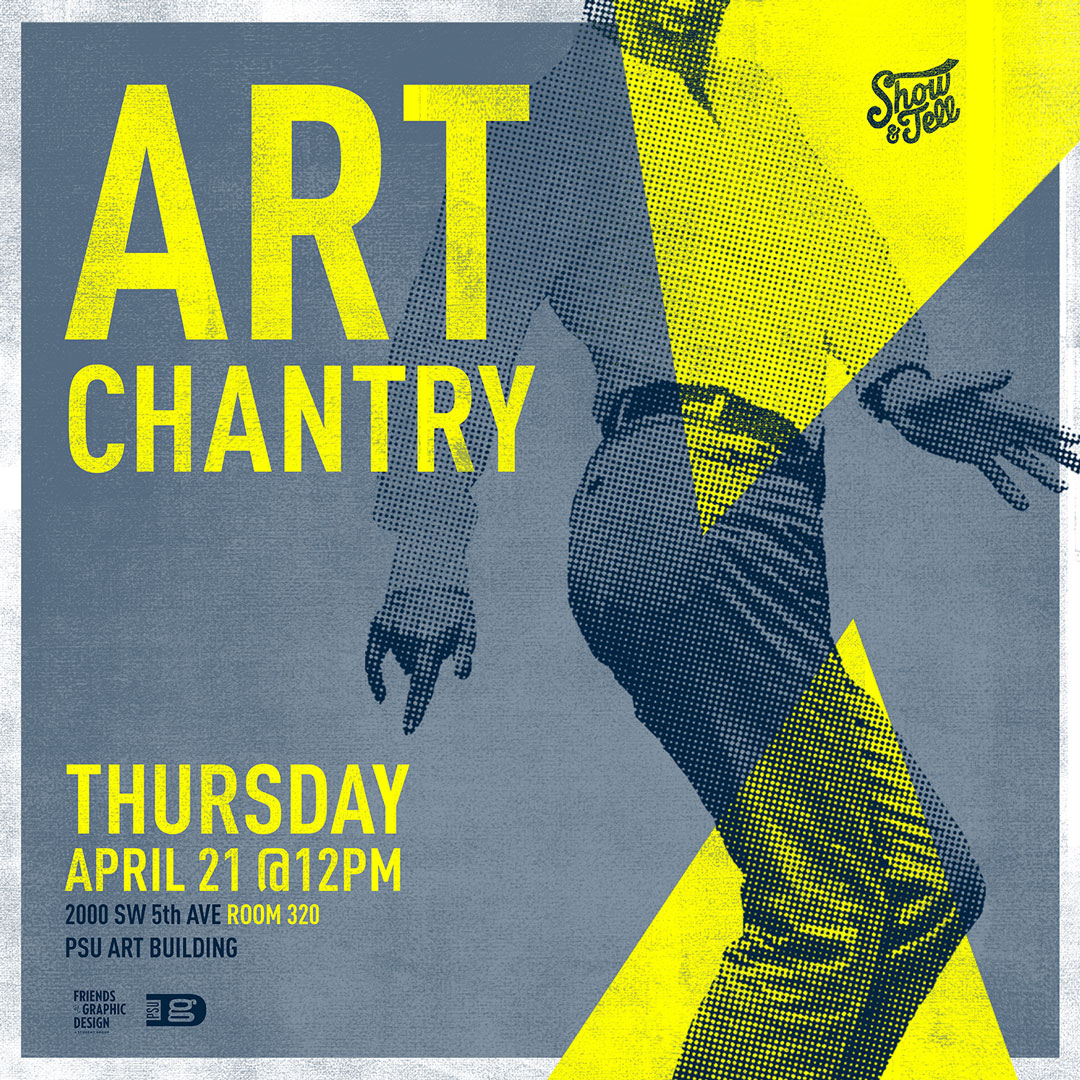 ART
CHANTRY
Show
& Tell
THURSDAY
APRIL 21 @12PM
2000 SW 5th AVE ROOM 320
PSU ART BUILDING
FRIENDS
of GRAPHIC
DESIGN
PSU
g